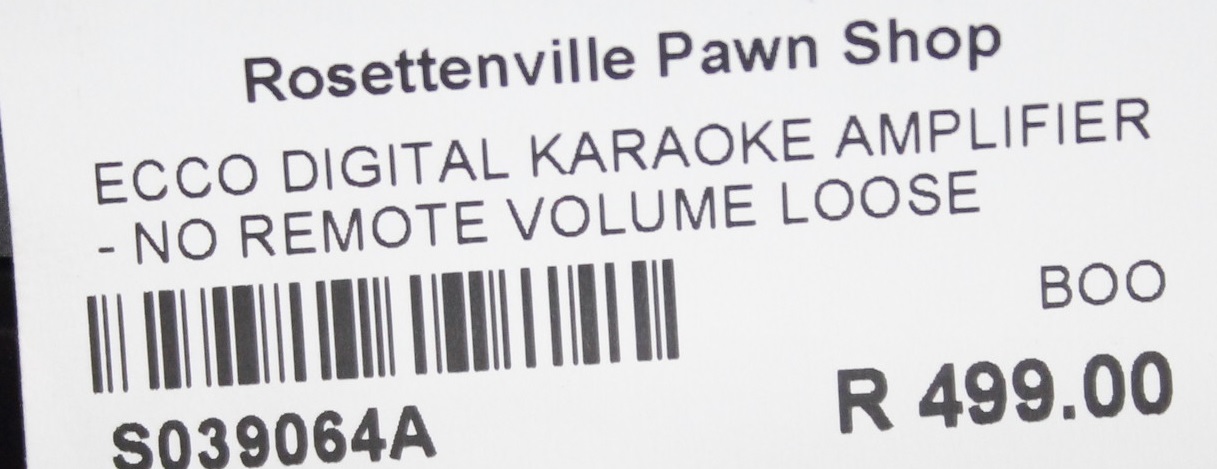 Rosettenville Pawn Shop
ECCO DIGITAL KARAOKE AMPLIFIER
- NO REMOTE VOLUME LOOSE
BOO
R 499.00
S039064A